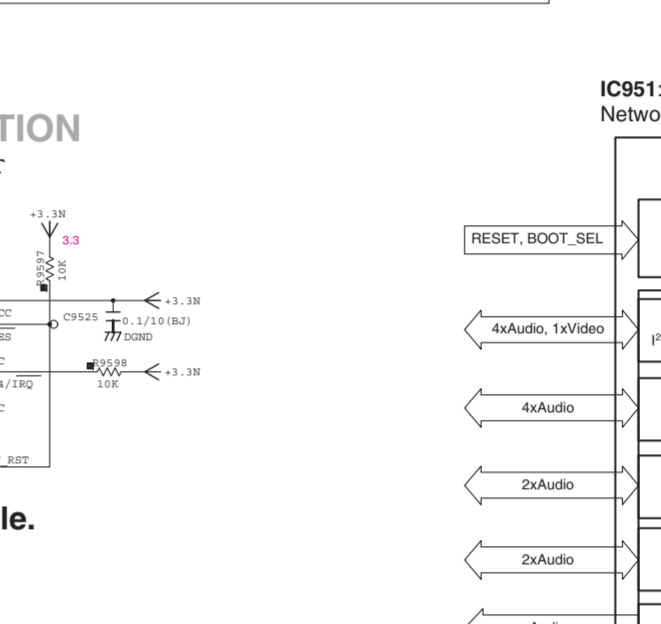 IC951:
Netwo
TION
r
+3.3N
3.3
R9597
10K
+3.3N
CC
C9525
0.1/10(BJ)
ES
DGND
C
R9598
+3.3N
4/IRQ
10K
C
_RST
le.
RESET, BOOT_SEL
4xAudio, 1xVideo
I2
4xAudio
2xAudio
2xAudio